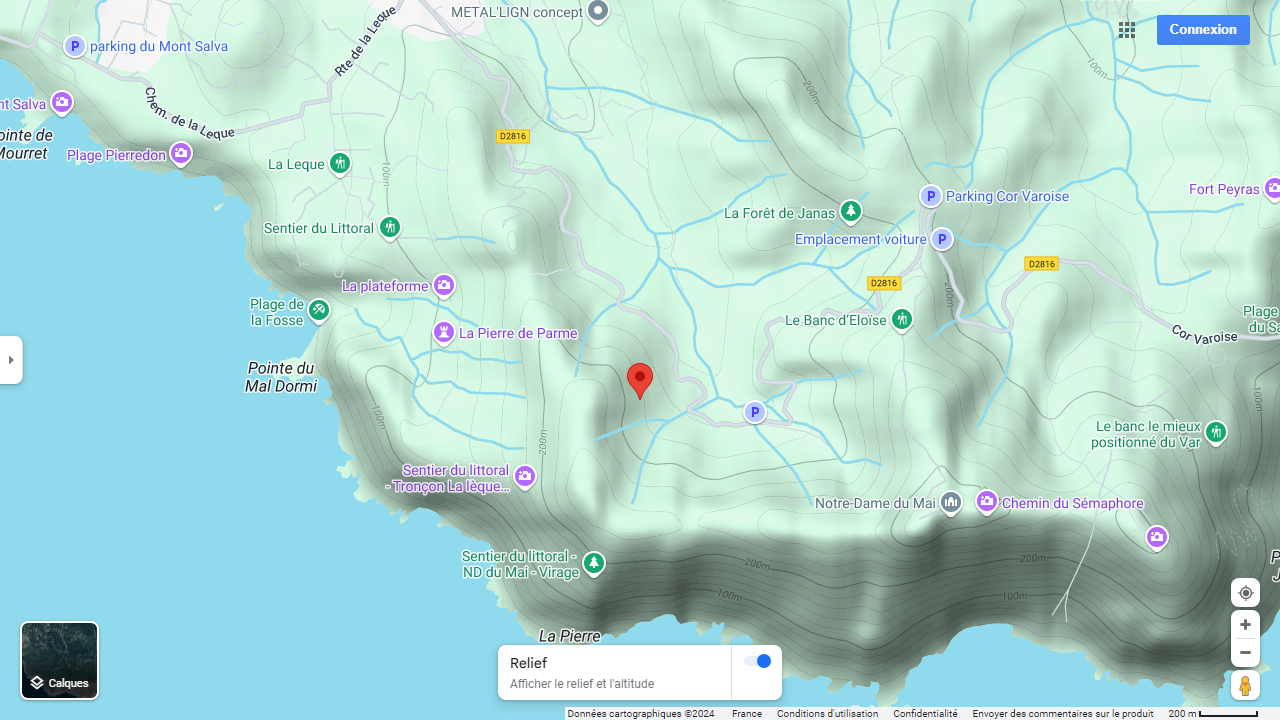 METAL'LIGN concept
Connexion
P parking du Mont Salva
Rte de la Leque
100m
200m
nt Salva
Chem. de la Leque
ointe de
Mourret
D2816
Plage Pierredon
La Leque
100m
Fort Peyras
P Parking Cor Varoise
La Forêt de Janas
Sentier du Littoral
Emplacement voiture P
D2816
La plateforme
D2816
200m
Plage de
la Fosse
Le Banc d'Eloïse
Plage
du Sa
La Pierre de Parme
Cor Varoise
Pointe du
Mal Dormi
100m
P
100m
200m
Le banc le mieux
positionné du Var
Sentier du littoral
- Tronçon La lèque...
Notre-Dame du Mai
Chemin du Sémaphore
Sentier du littoral -
ND du Mai - Virage
200m
200m
100m
100m
La Pierre
Relief
Afficher le relief et l'altitude
Calques
Données cartographiques ©2024 France Conditions d'utilisation Confidentialité Envoyer des commentaires sur le produit 200 m